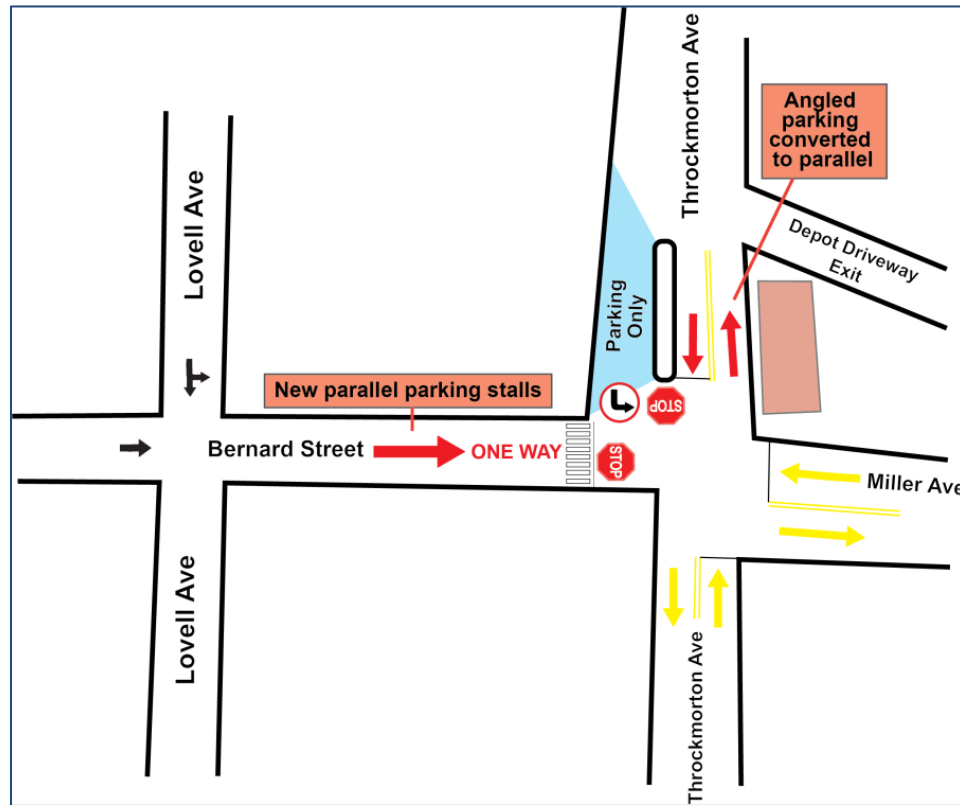 Throckmorton Ave
Angled
parking
converted
to parallel
Lovell Ave
Depot Driveway
Exit
Parking
Only
New parallel parking stalls
STOP
Bernard Street
ONE WAY
STOP
Miller Ave
Lovell Ave
Throckmorton Ave